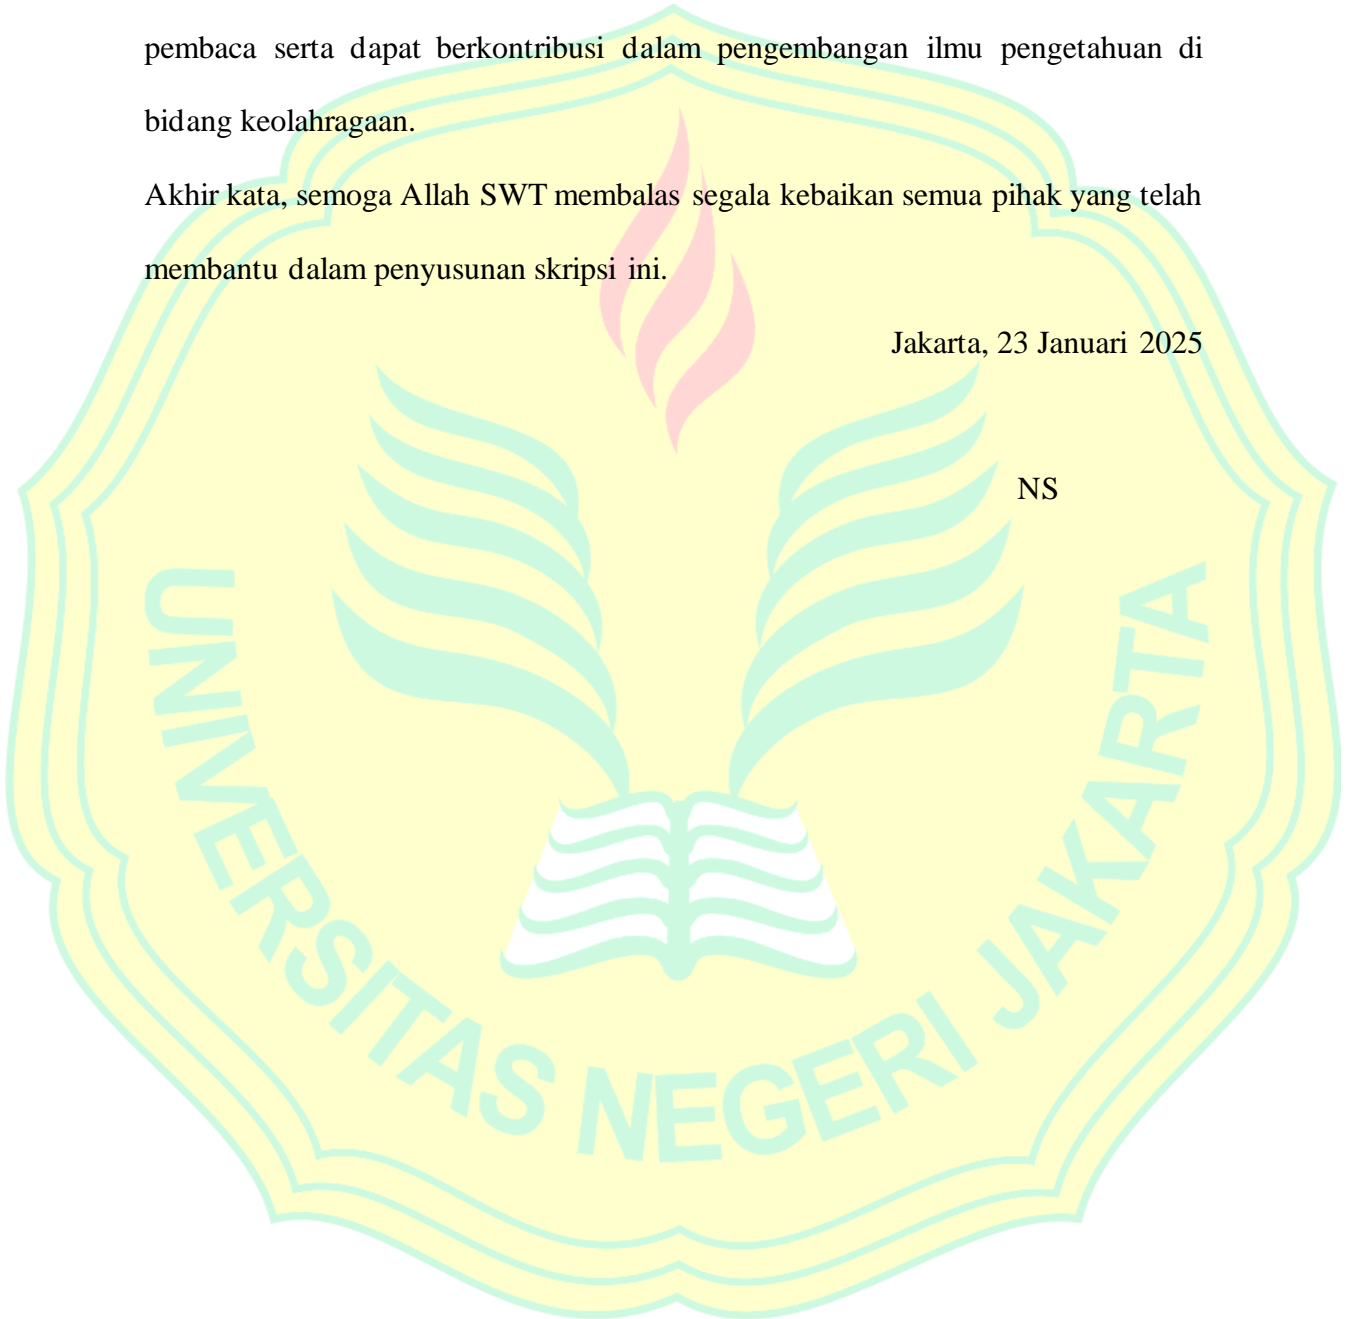 pembaca serta dapat berkontribusi dalam pengembangan ilmu pengetahuan di
bidang keolahragaan.
Akhir kata, semoga Allah SWT membalas segala kebaikan semua pihak yang telah
membantu dalam penyusunan skripsi ini.
Jakarta, 23 Januari 2025
NS
UNIVERSITAS NEGERI JAKARTA